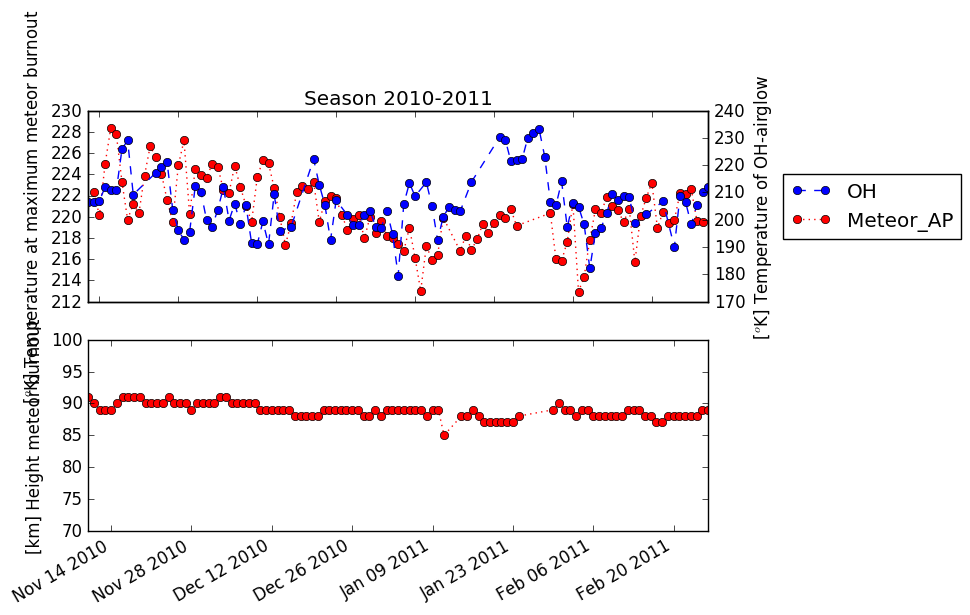 Season 2010-2011
[°K] Temperature at maximum meteor burnout
230
228
226
224
222
220
218
216
214
212
240
230
220
210
200
190
180
170
[°K] Temperature of OH-airglow
OH
Meteor_AP
[km] Height meteor burnout
100
95
90
85
80
75
70
Nov 14 2010
Nov 28 2010
Dec 12 2010
Dec 26 2010
Jan 09 2011
Jan 23 2011
Feb 06 2011
Feb 20 2011